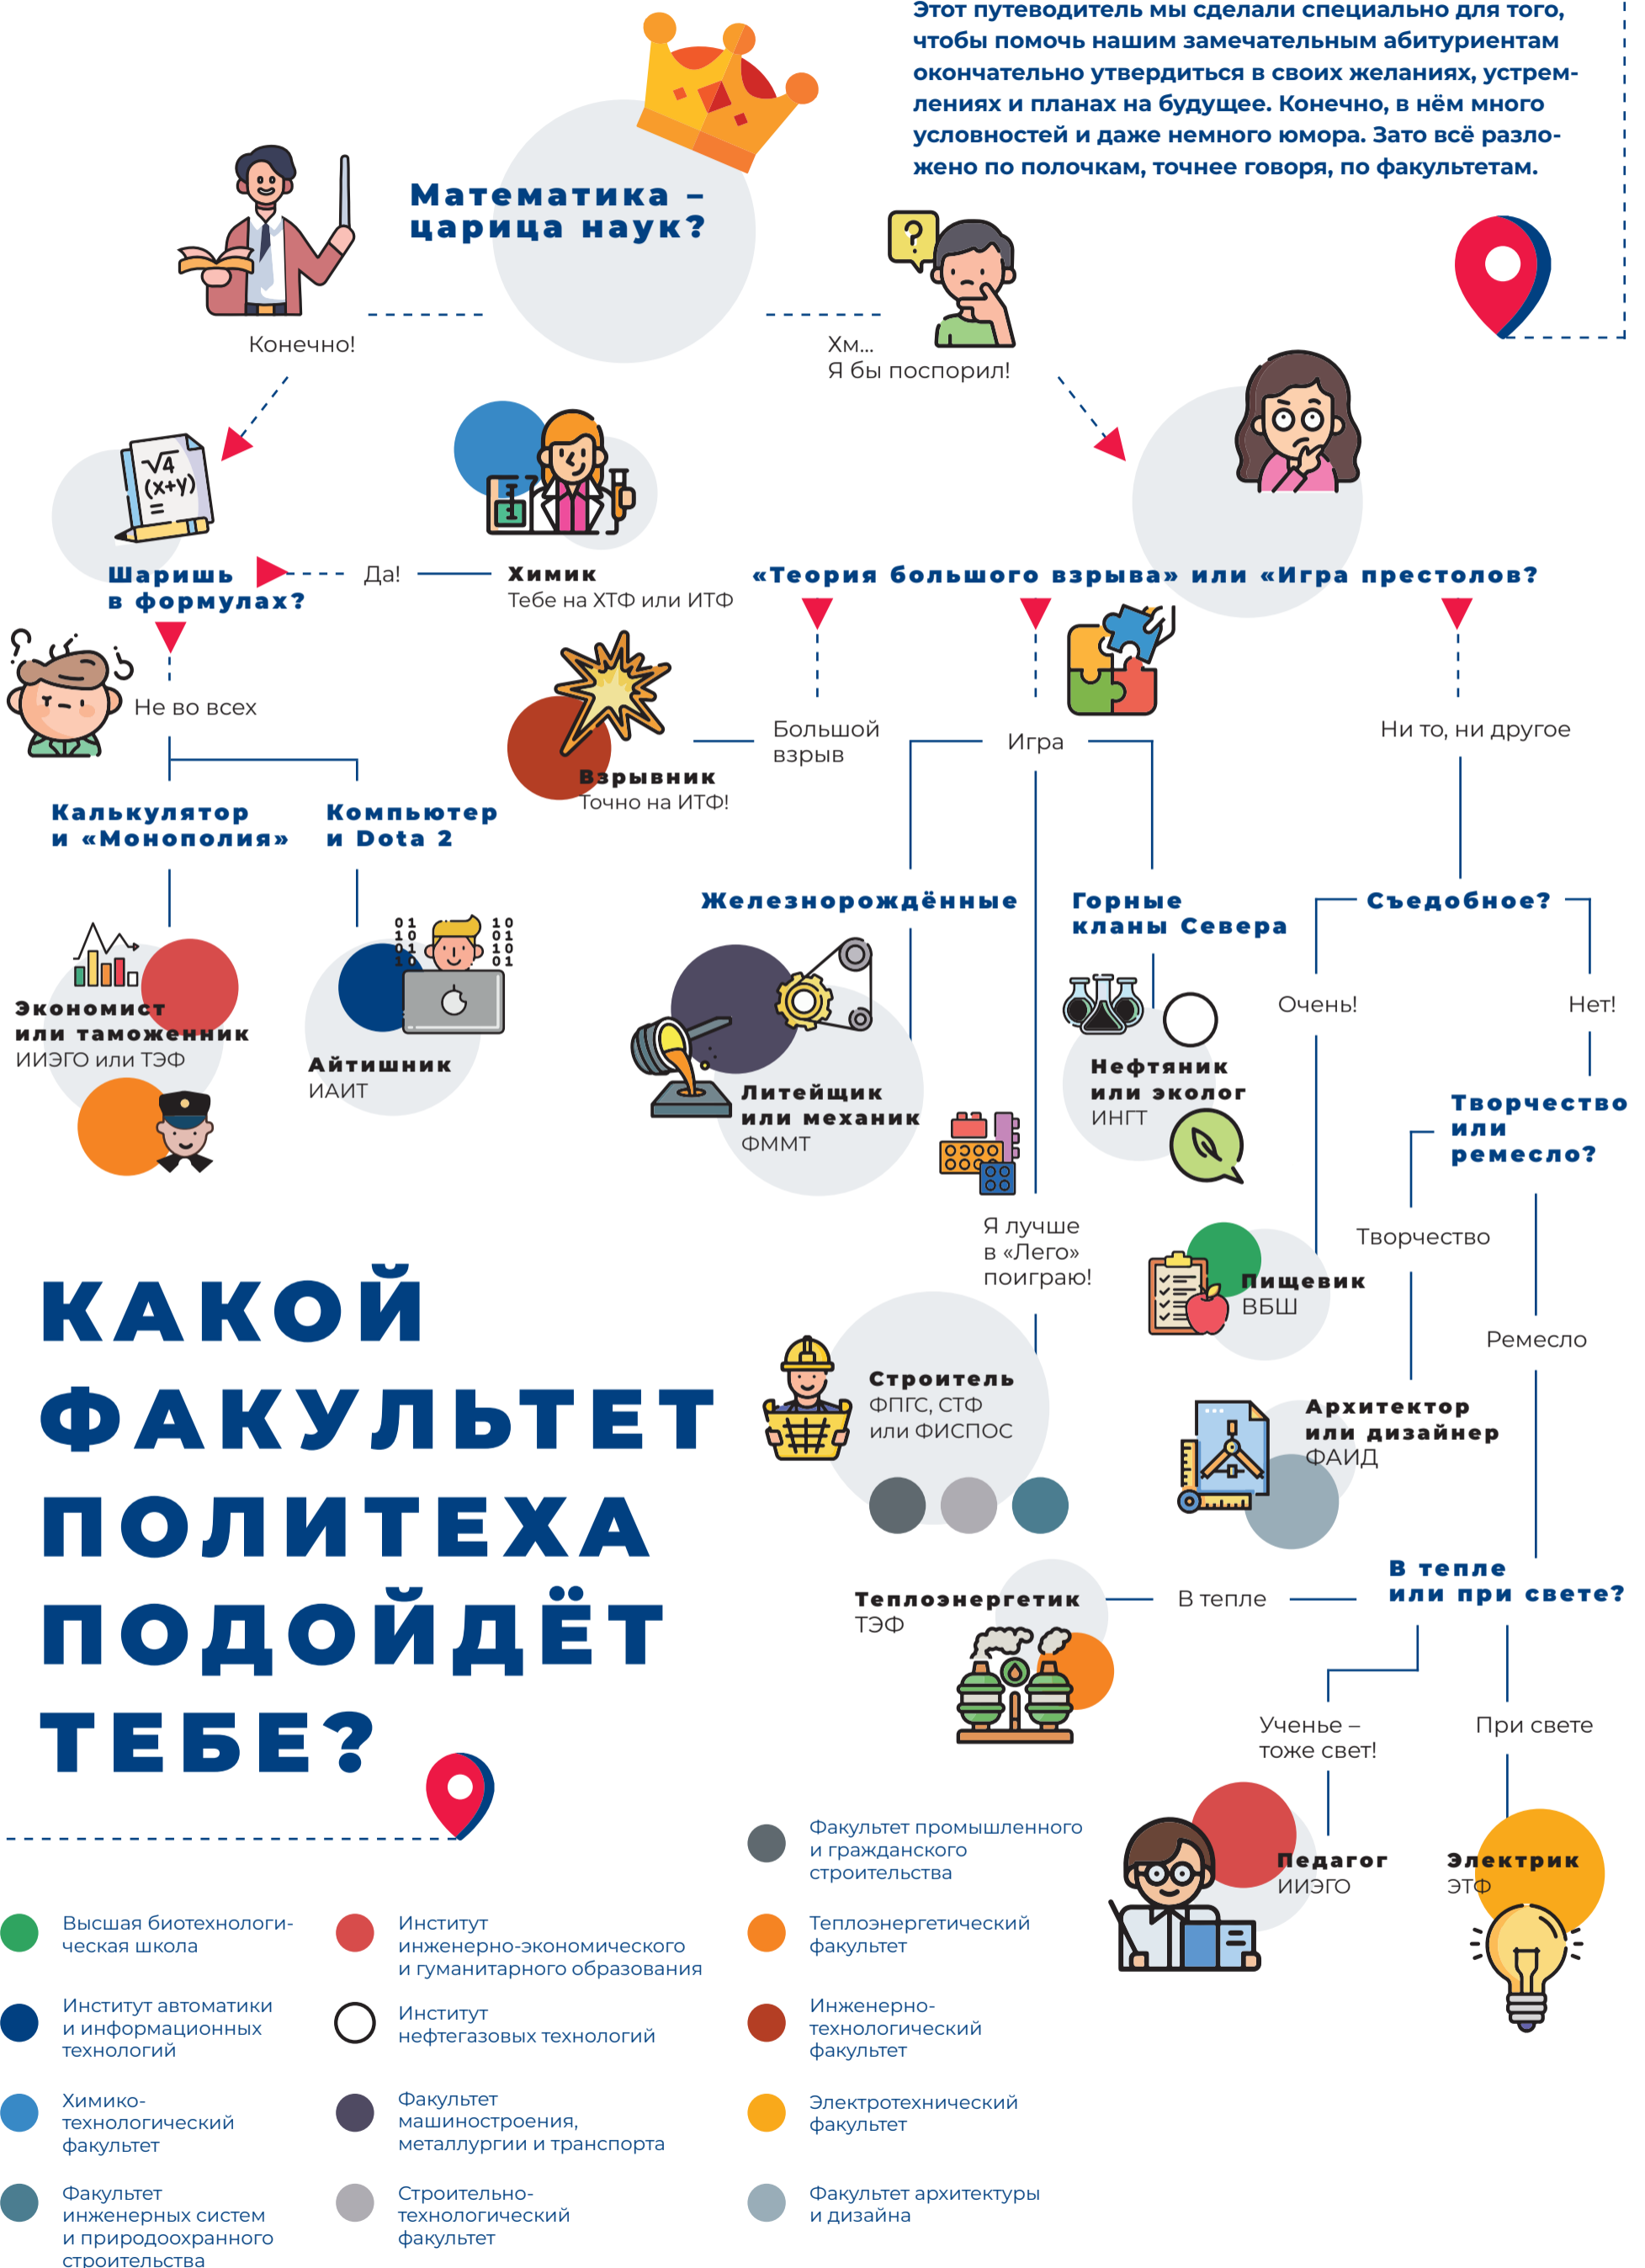 Этот путеводитель мы сделали специально для того,
чтобы помочь нашим замечательным абитуриентам
окончательно утвердиться в своих желаниях, устрем-
лениях и планах на будущее. Конечно, в нём много
условностей и даже немного юмора. Зато всё разло-
жено по полочкам, точнее говоря, по факультетам.
Математика –
царица наук?
?
Конечно!
Хм...
Я бы поспорил!
√4
(x+y)
=
Шаришь
в формулах?
Да!
Химик
Тебе на ХТФ или ИТФ
«Теория большого взрыва» или «Игра престолов?
Не во всех
Взрывник
Точно на ИТФ!
Большой
взрыв
Игра
Ни то, ни другое
Калькулятор
и «Монополия»
Компьютер
и Dota 2
Железнорождённые
Горные
кланы Севера
Съедобное?
Очень!
Нет!
01 10
10 01
01 10
10 01
Экономист
или таможенник
ИИЭГО или ТЭФ
Айтишник
ИАИТ
Литейщик
или механик
ФММТ
Нефтяник
или эколог
ИНГТ
Творчество
или
ремесло?
Я лучше
в «Лего»
поиграю!
Творчество
Пищевик
ВБШ
Ремесло
КАКОЙ
ФАКУЛЬТЕТ
ПОЛИТЕХА
ПОДОЙДЁТ
ТЕБЕ?
Строитель
ФПГС, СТФ
или ФИСПОС
Архитектор
или дизайнер
ФАИД
Теплоэнергетик
ТЭФ
В тепле
В тепле
или при свете?
Ученье –
тоже свет!
При свете
Педагог
ИИЭГО
Электрик
ЭТФ
Факультет промышленного
и гражданского
строительства
Высшая биотехнологи-
ческая школа
Институт
инженерно-экономического
и гуманитарного образования
Теплоэнергетический
факультет
Институт автоматики
и информационных
технологий
Институт
нефтегазовых технологий
Инженерно-
технологический
факультет
Химико-
технологический
факультет
Факультет
машиностроения,
металлургии и транспорта
Электротехнический
факультет
Факультет
инженерных систем
и природоохранного
строительства
Строительно-
технологический
факультет
Факультет архитектуры
и дизайна